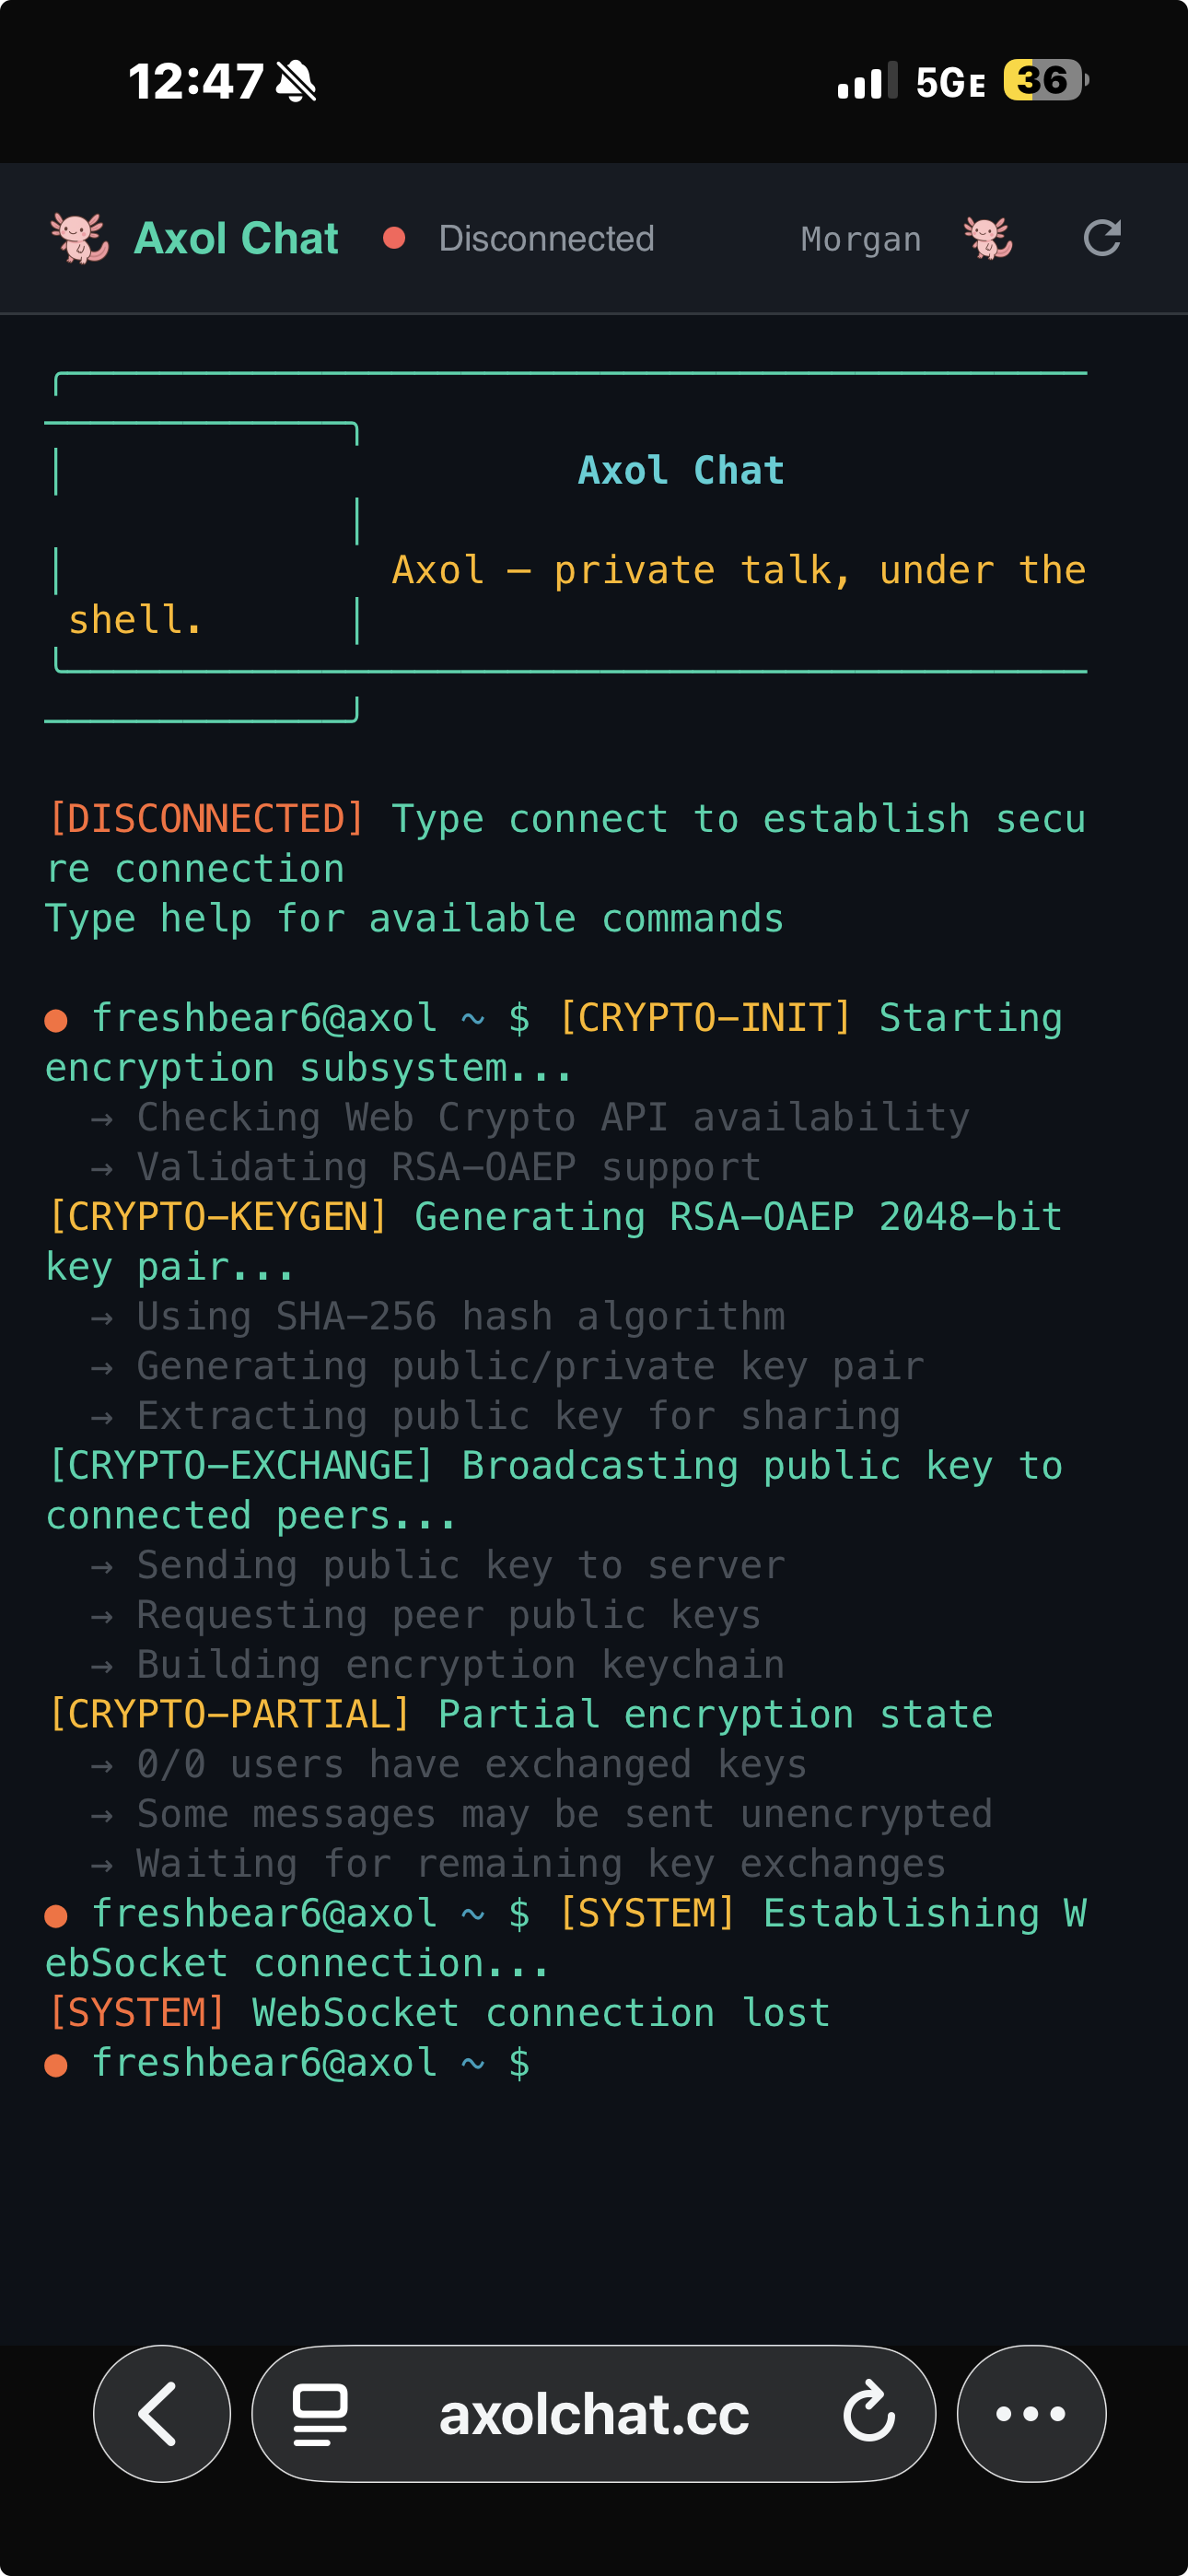 12:47 5GE 36
Axol Chat ● Disconnected Morgan
Axol Chat
Axol — private talk, under the
shell.
[DISCONNECTED] Type connect to establish secu
re connection
Type help for available commands
● freshbear6@axol ~ $ [CRYPTO-INIT] Starting
encryption subsystem...
→ Checking Web Crypto API availability
→ Validating RSA-OAEP support
[CRYPTO-KEYGEN] Generating RSA-OAEP 2048-bit
key pair...
→ Using SHA-256 hash algorithm
→ Generating public/private key pair
→ Extracting public key for sharing
[CRYPTO-EXCHANGE] Broadcasting public key to
connected peers...
→ Sending public key to server
→ Requesting peer public keys
→ Building encryption keychain
[CRYPTO-PARTIAL] Partial encryption state
→ 0/0 users have exchanged keys
→ Some messages may be sent unencrypted
→ Waiting for remaining key exchanges
● freshbear6@axol ~ $ [SYSTEM] Establishing W
ebSocket connection...
[SYSTEM] WebSocket connection lost
● freshbear6@axol ~ $
axolchat.cc